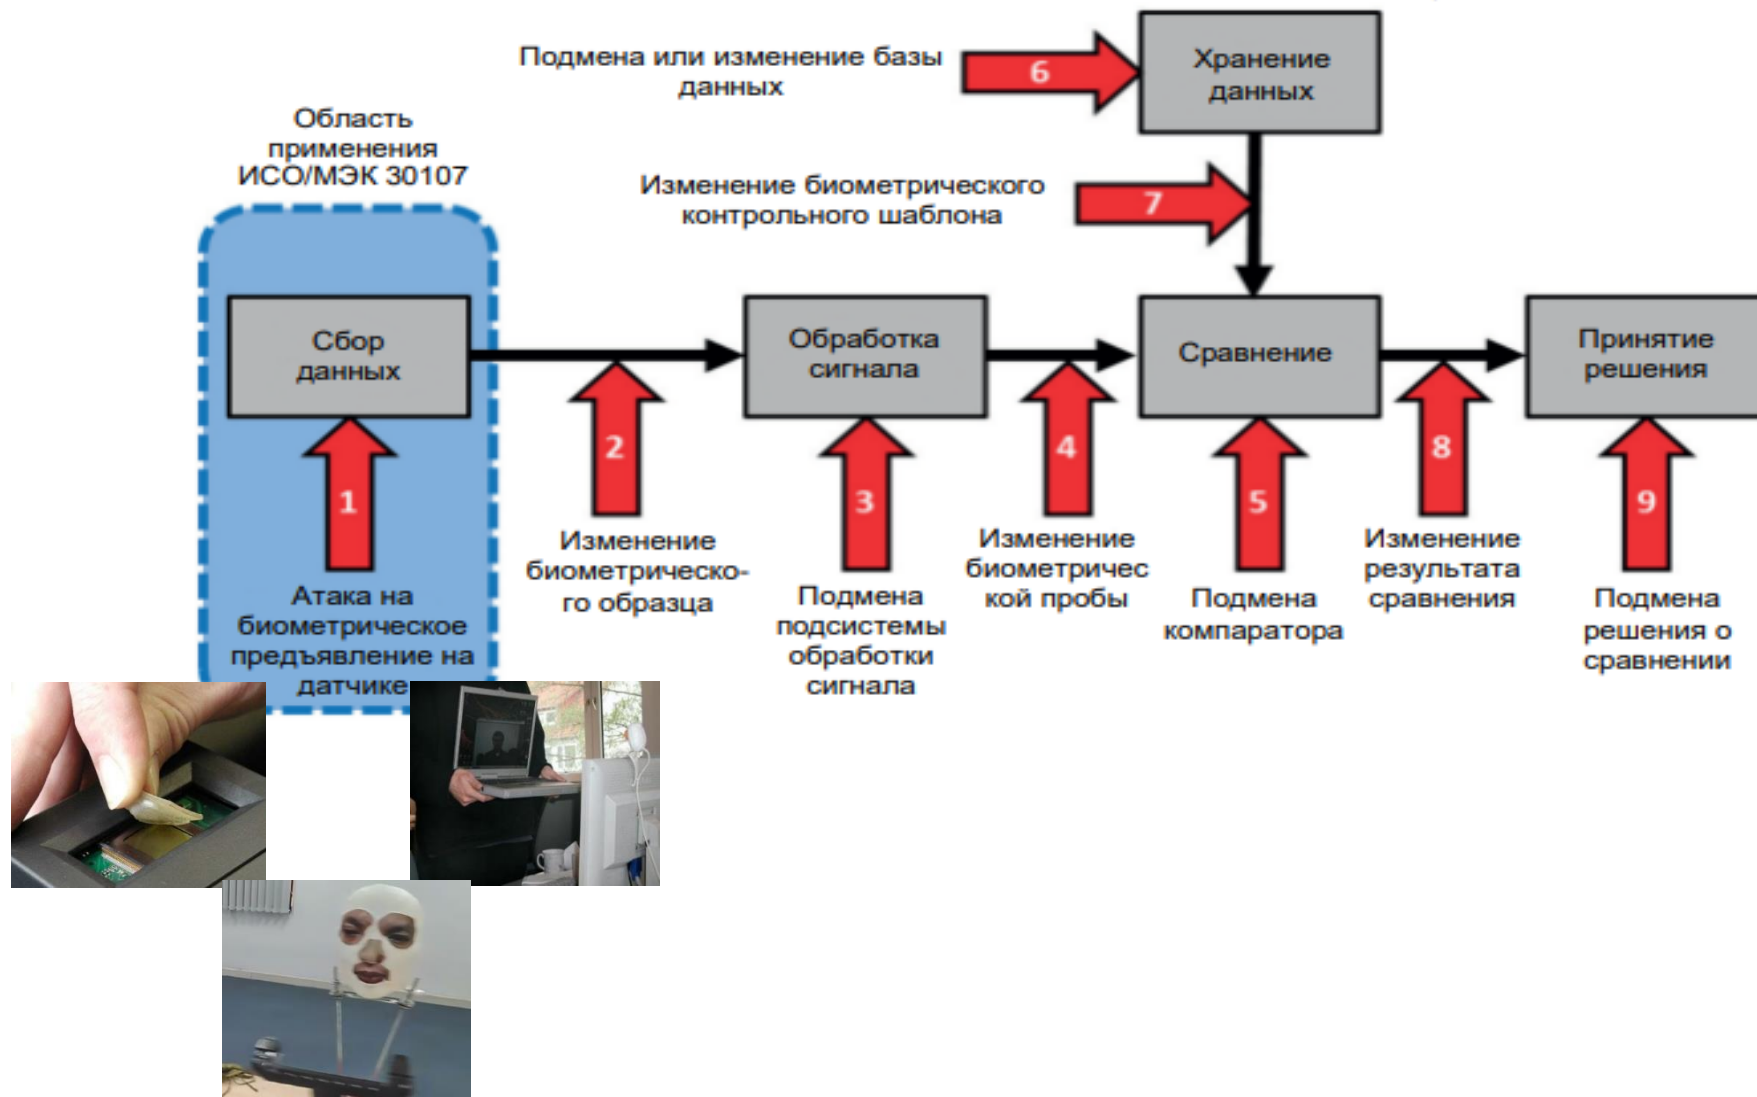 Подмена или изменение базы
данных
6
Хранение
данных
Область
применения
ИСО/МЭК 30107
Изменение биометрического
контрольного шаблона
7
Сбор
данных
Обработка
сигнала
Сравнение
Принятие
решения
1
2
3
4
5
8
9
Атака на
биометрическое
предъявление на
датчике
Изменение
биометрическо-
го образца
Подмена
подсистемы
обработки
сигнала
Изменение
биометричес
кой пробы
Подмена
компаратора
Изменение
результата
сравнения
Подмена
решения о
сравнении